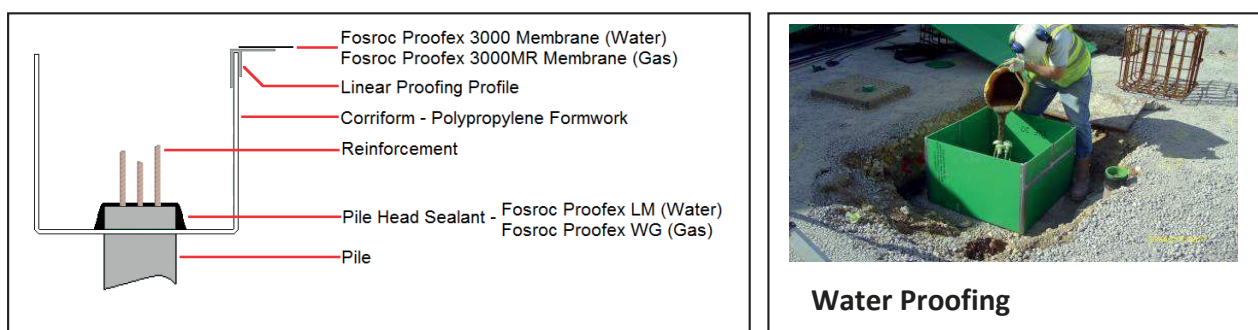 Fosroc Proofex 3000 Membrane (Water)
Fosroc Proofex 3000MR Membrane (Gas)
Linear Proofing Profile
Corriform - Polypropylene Formwork
Reinforcement
Pile Head Sealant - Fosroc Proofex LM (Water)
Fosroc Proofex WG (Gas)
Pile
Water Proofing